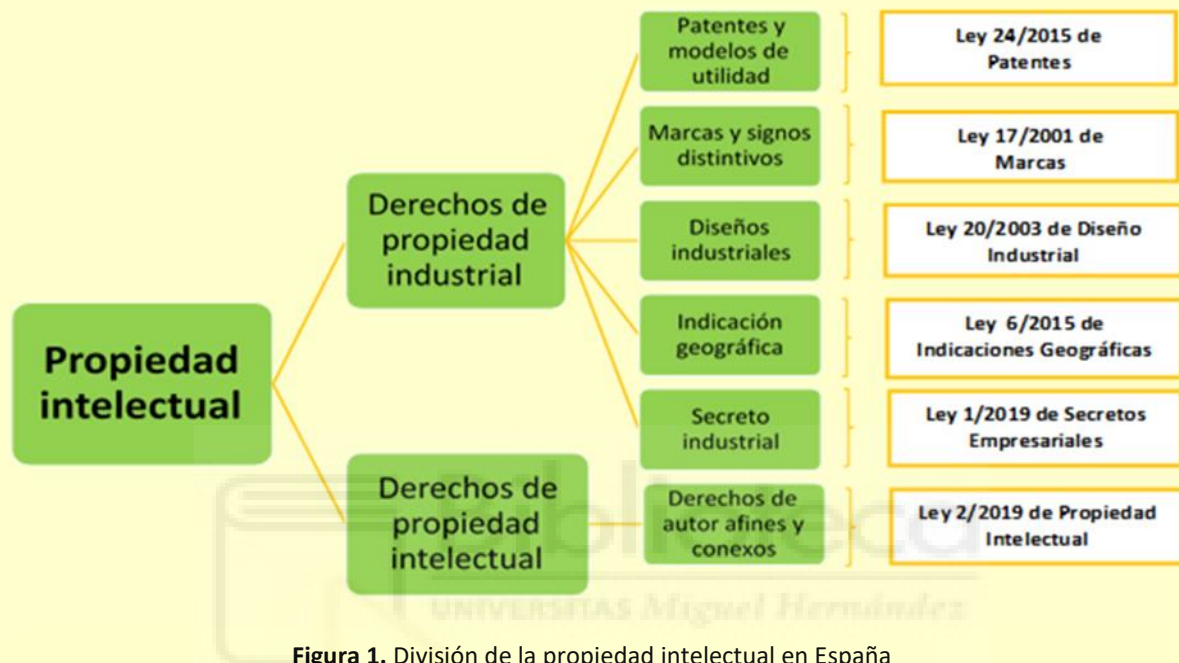 Patentes y
modelos de
utilidad
Ley 24/2015 de
Patentes
Marcas y signos
distintivos
Ley 17/2001 de
Marcas
Derechos de
propiedad
industrial
Diseños
industriales
Ley 20/2003 de Diseño
Industrial
Indicación
geográfica
Ley 6/2015 de
Indicaciones Geográficas
Propiedad
intelectual
Secreto
industrial
Ley 1/2019 de Secretos
Empresariales
Derechos de
propiedad
intelectual
Derechos de
autor afines y
conexos
Ley 2/2019 de Propiedad
Intelectual
Biblioteca
UNIVERSITAS Miguel Hernández
Figura 1. División de la propiedad intelectual en España